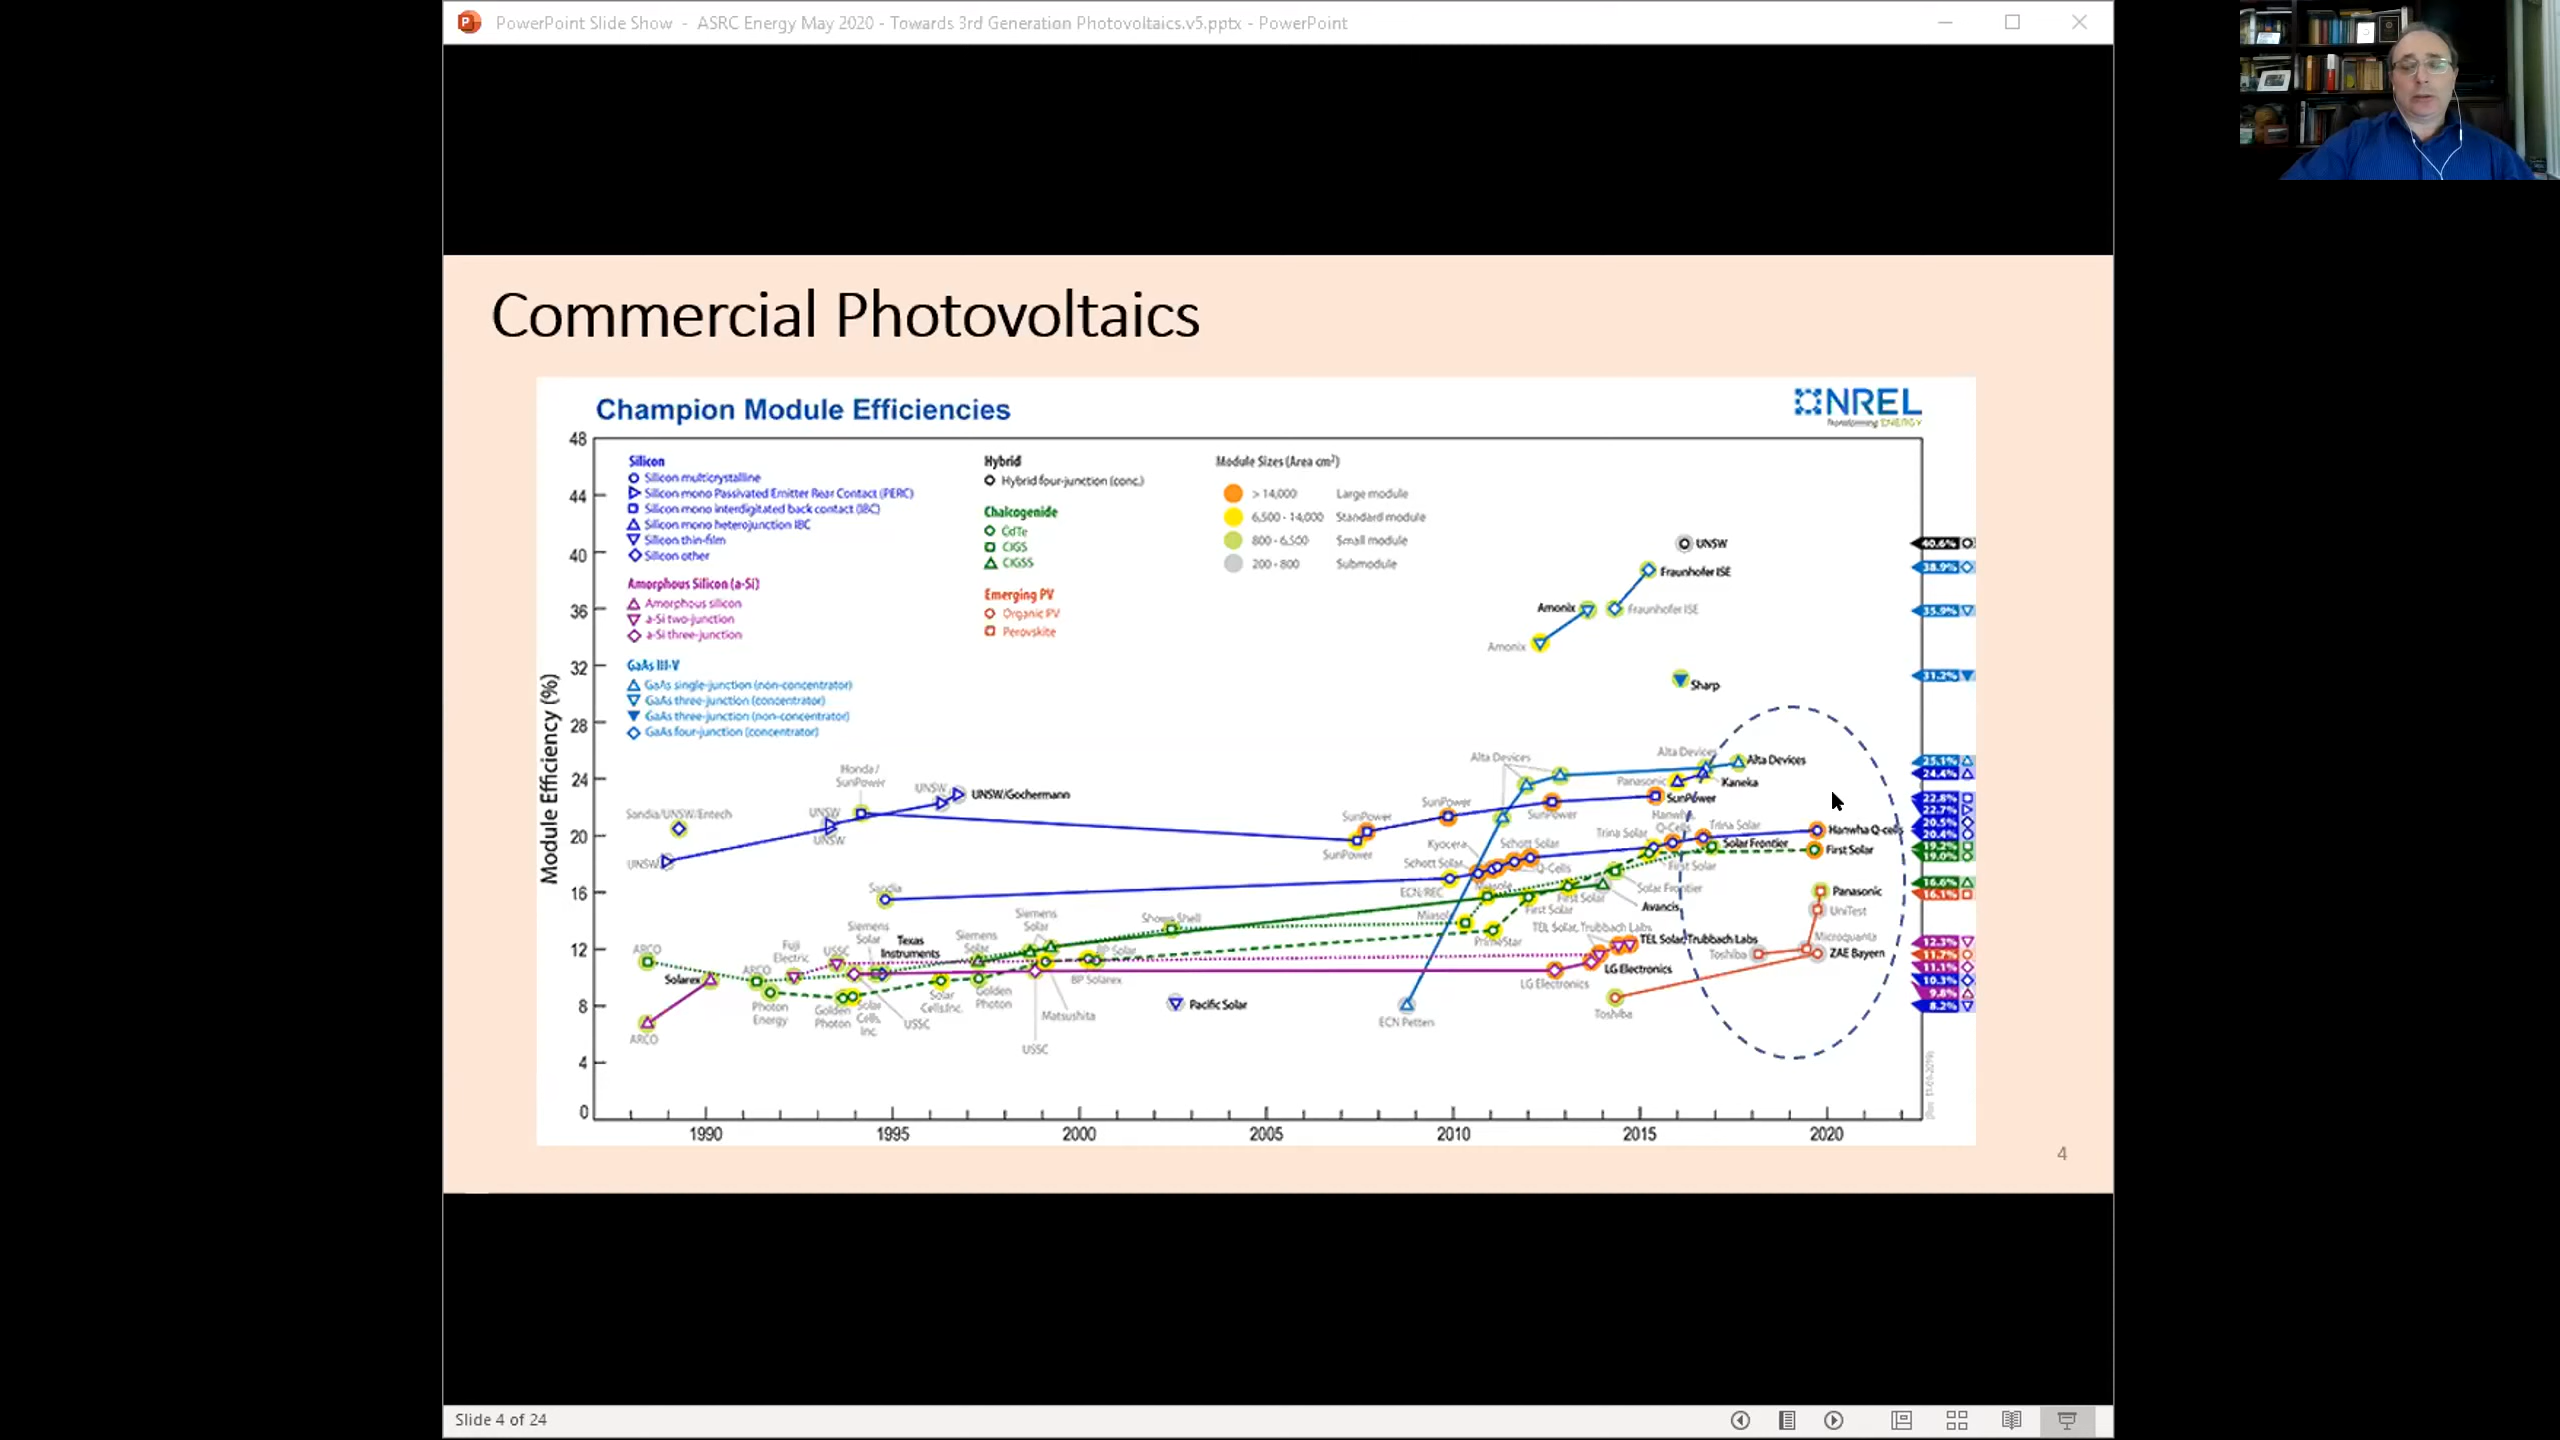 PowerPoint Slide Show - ASRC Energy May 2020 - Towards 3rd Generation Photovoltaics.v5.pptx - PowerPoint
Commercial Photovoltaics
Champion Module Efficiencies
NREL
Transforming ENERGY
Module Efficiency (%)
48
44
40
36
32
28
24
20
16
12
8
4
0
1990
1995
2000
2005
2010
2015
2020
Silicon
Silicon multicrystalline
Silicon mono Passivated Emitter Rear Contact (PERC)
Silicon mono interdigitated back contact (IBC)
Silicon mono heterojunction IBC
Silicon thin-film
Silicon other
Amorphous Silicon (a-Si)
Amorphous silicon
a-Si two-junction
a-Si three-junction
GaAs III-V
GaAs single-junction (non-concentrator)
GaAs three-junction (concentrator)
GaAs three-junction (non-concentrator)
GaAs four-junction (concentrator)
Hybrid
Hybrid four-junction (conc.)
Chalcogenide
CdTe
CIGS
CIGSS
Emerging PV
Organic PV
Perovskite
Module Sizes (Area cm²)
> 14,000 Large module
6,500 - 14,000 Standard module
800 - 6,500 Small module
200 - 800 Submodule
UNSW
Fraunhofer ISE
Amonix
Fraunhofer ISE
Amonix
Sharp
Alta Devices
Alta Devices
Alta Devices
Panasonic
Kaneka
Honda /
SunPower
UNSW
UNSW/Gochermann
Sandia/UNSW/Entech
UNSW
UNSW
UNSW
SunPower
SunPower
SunPower
SunPower
SunPower
Hanwha
Q-Cells
Trina Solar
Trina Solar
Hanwha Q-cells
Solar Frontier
First Solar
First Solar
Kyocera
Schott Solar
Schott Solar
Q-Cells
ECN/REC
Miasole
Miasole
First Solar
First Solar
Solar Frontier
Avancis
Panasonic
UniTest
Microquanta
Toshiba
ZAE Bayern
Toshiba
TEL Solar, Trubbach Labs
TEL Solar, Trubbach Labs
PrimeStar
LG Electronics
LG Electronics
ECN Petten
Sandia
Siemens
Solar
Showa Shell
Siemens
Solar
Texas
Instruments
Siemens
Solar
BP Solar
BP Solarex
ARCO
Solarex
ARCO
ARCO
Fuji
Electric
USSC
Photon
Energy
Golden
Photon
Solar
Cells,
Inc.
USSC
Solar
Cells Inc.
Golden
Photon
Matsushita
USSC
Pacific Solar
40.6%
38.9%
35.9%
31.2%
25.1%
24.4%
22.8%
22.7%
20.5%
20.4%
19.2%
19.0%
16.6%
16.1%
12.3%
11.7%
11.1%
10.3%
9.8%
8.2%
4
Slide 4 of 24